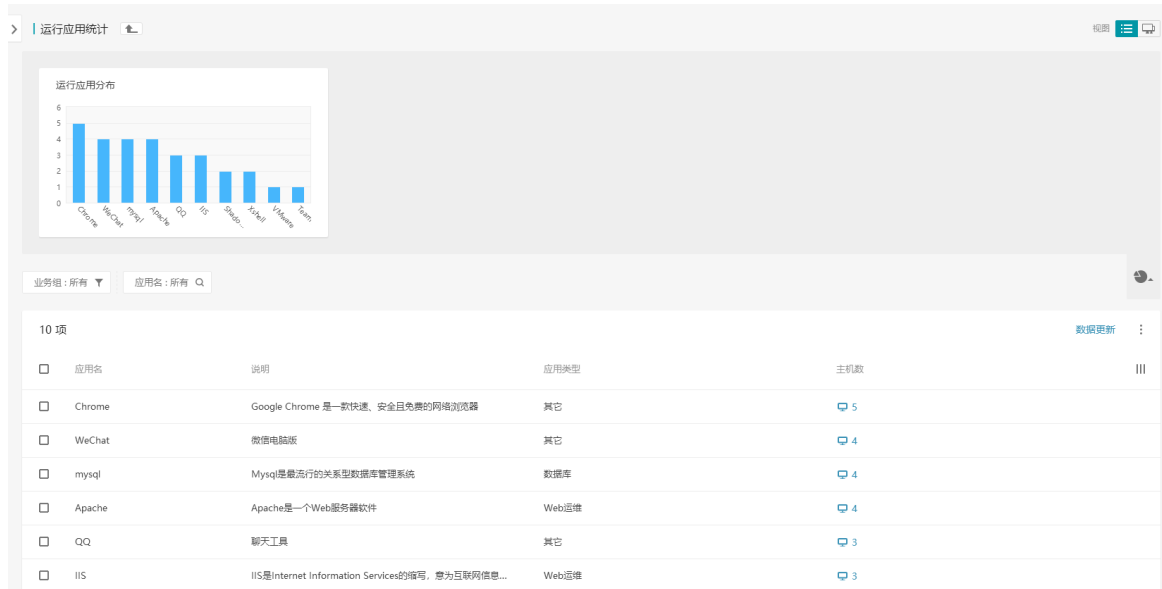 运行应用统计
视图
运行应用分布
6
5
4
3
2
1
0
Chrome WeChat mysql Apache QQ IIS Shado... Xshell VMware Team
业务组 : 所有 应用名 : 所有
10 项 数据更新
应用名 说明 应用类型 主机数
Chrome Google Chrome 是一款快速、安全且免费的网络浏览器 其它 5
WeChat 微信电脑版 其它 4
mysql Mysql是最流行的关系型数据库管理系统 数据库 4
Apache Apache是一个Web服务器软件 Web运维 4
QQ 聊天工具 其它 3
IIS IIS是Internet Information Services的缩写，意为互联网信息... Web运维 3